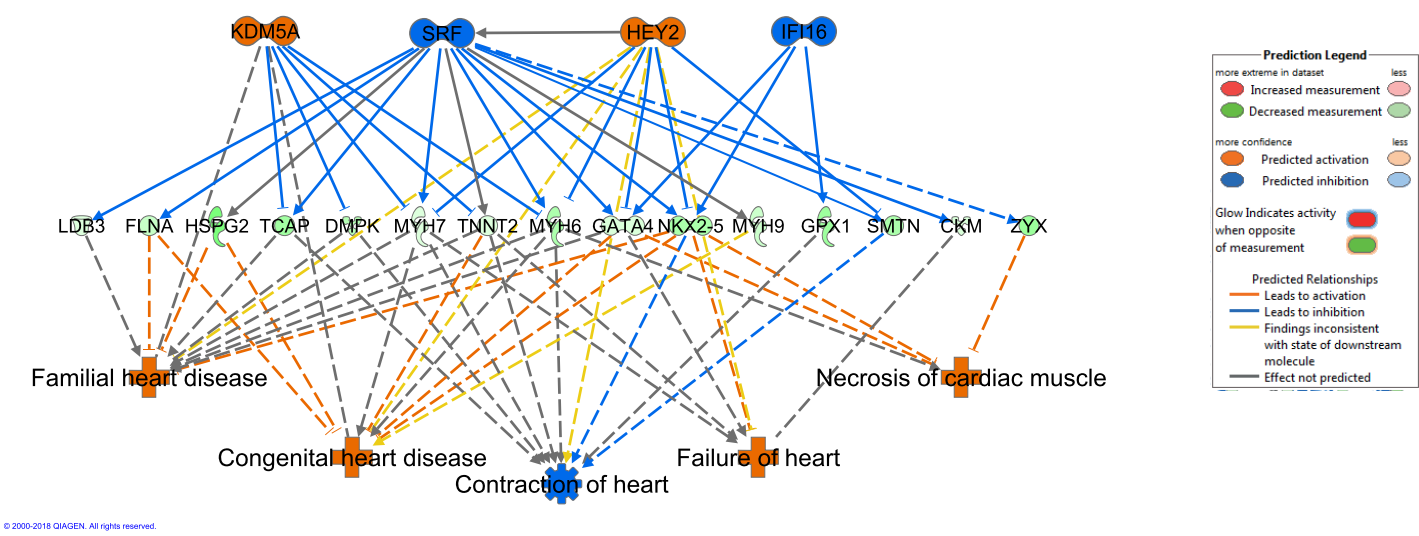 KDM5A SRF HEY2 IFI16
LDB3 FLNA HSPG2 TCAP DMPK MYH7 TNNT2 MYH6 GATA4 NKX2-5 MYH9 GPX1 SMTN CKM ZYX
Familial heart disease
Necrosis of cardiac muscle
Congenital heart disease
Failure of heart
Contraction of heart
© 2000-2018 QIAGEN. All rights reserved.
Prediction Legend
more extreme in dataset less
Increased measurement
Decreased measurement
more confidence less
Predicted activation
Predicted inhibition
Glow Indicates activity
when opposite
of measurement
Predicted Relationships
Leads to activation
Leads to inhibition
Findings inconsistent
with state of downstream
molecule
Effect not predicted